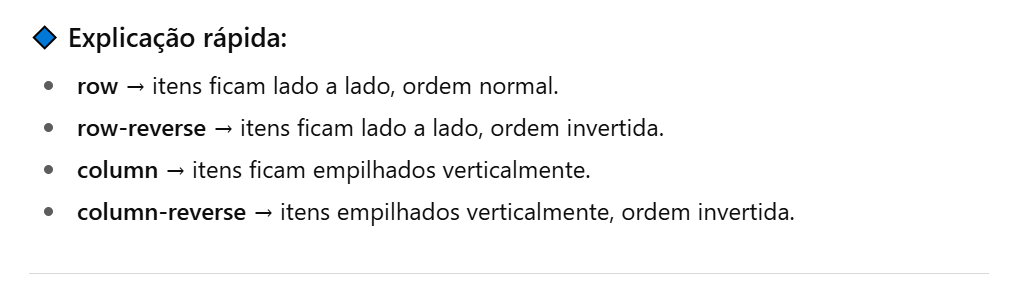 Explicação rápida:
row → itens ficam lado a lado, ordem normal.
row-reverse → itens ficam lado a lado, ordem invertida.
column → itens ficam empilhados verticalmente.
column-reverse → itens empilhados verticalmente, ordem invertida.